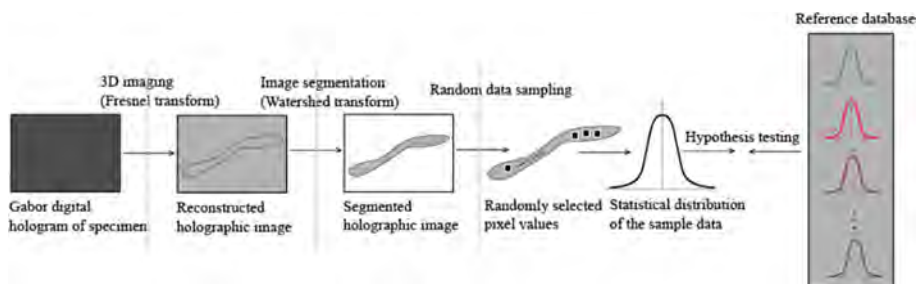 Reference database
3D imaging
(Fresnel transform)
Image segmentation
(Watershed transform)
Random data sampling
Hypothesis testing
Gabor digital
hologram of specimen
Reconstructed
holographic image
Segmented
holographic image
Randomly selected
pixel values
Statistical distribution
of the sample data